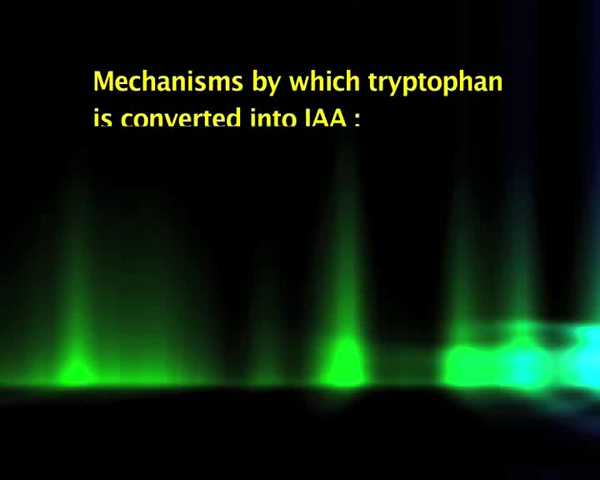 Mechanisms by which tryptophan
is converted into IAA :